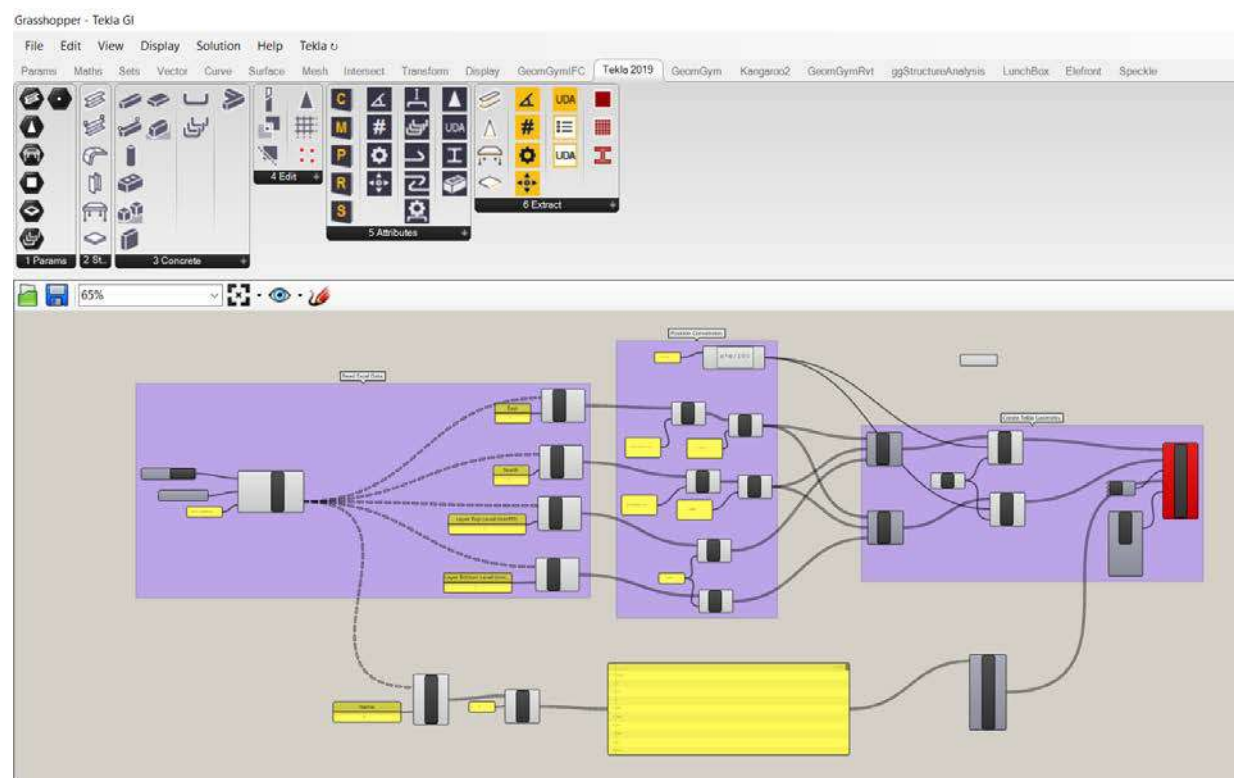 Grasshopper - Tekla GI
File Edit View Display Solution Help Tekla
Params Maths Sets Vector Curve Surface Mesh Intersect Transform Display GeomGymIFC Tekla 2019 GeomGym Kangaroo2 GeomGymRvt ggStructureAnalysis LunchBox Elefront Speckle
C UDA
M # UDA # 
P UDA
R
S
1 Params 2 St... 3 Concrete 4 Edit 5 Attributes 6 Extract
65%
Position Conversion
Read Excel Data
East
Create Tekla Geometry
North
Layer Top Level
Layer Bottom Level
Name